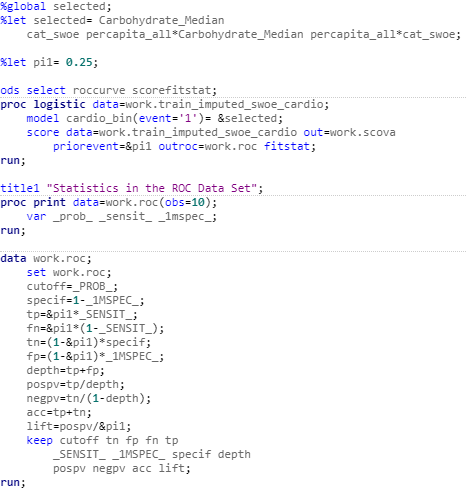 %global selected;
%let selected= Carbohydrate_Median
cat_swoe percapita_all*Carbohydrate_Median percapita_all*cat_swoe;
%let pi1= 0.25;
ods select roccurve scorefitstat;
proc logistic data=work.train_imputed_swoe_cardio;
model cardio_bin(event='1')= &selected;
score data=work.train_imputed_swoe_cardio out=work.scova
priorevent=&pi1 outroc=work.roc fitstat;
run;
title1 "Statistics in the ROC Data Set";
proc print data=work.roc(obs=10);
var _prob_ _sensit_ _1mspec_;
run;
data work.roc;
set work.roc;
cutoff=_PROB_;
specif=1-_1MSPEC_;
tp=&pi1*_SENSIT_;
fn=&pi1*(1-_SENSIT_);
tn=(1-&pi1)*specif;
fp=(1-&pi1)*_1MSPEC_;
depth=tp+fp;
pospv=tp/depth;
negpv=tn/(1-depth);
acc=tp+tn;
lift=pospv/&pi1;
keep cutoff tn fp fn tp
_SENSIT_ _1MSPEC_ specif depth
pospv negpv acc lift;
run;